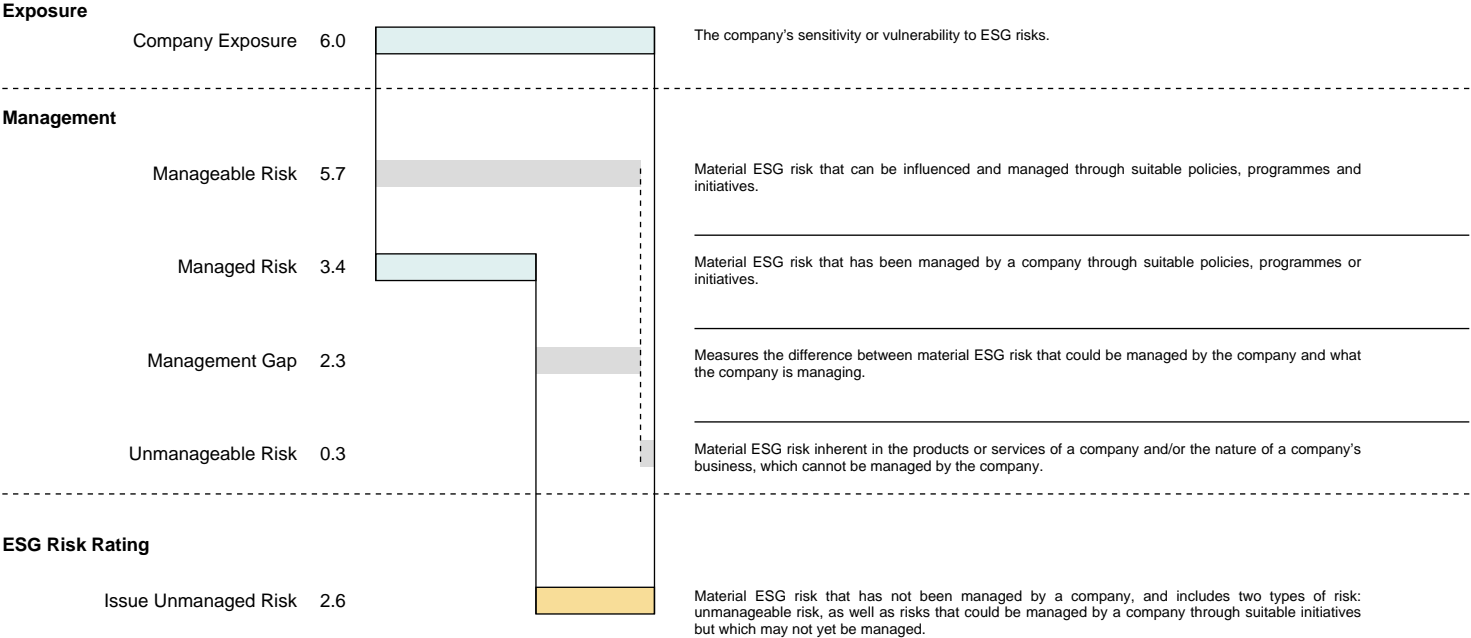 Exposure
Company Exposure 6.0
The company’s sensitivity or vulnerability to ESG risks.
Management
Manageable Risk 5.7
Material ESG risk that can be influenced and managed through suitable policies, programmes and
initiatives.
Managed Risk 3.4
Material ESG risk that has been managed by a company through suitable policies, programmes or
initiatives.
Management Gap 2.3
Measures the difference between material ESG risk that could be managed by the company and what
the company is managing.
Unmanageable Risk 0.3
Material ESG risk inherent in the products or services of a company and/or the nature of a company’s
business, which cannot be managed by the company.
ESG Risk Rating
Issue Unmanaged Risk 2.6
Material ESG risk that has not been managed by a company, and includes two types of risk:
unmanageable risk, as well as risks that could be managed by a company through suitable initiatives
but which may not yet be managed.